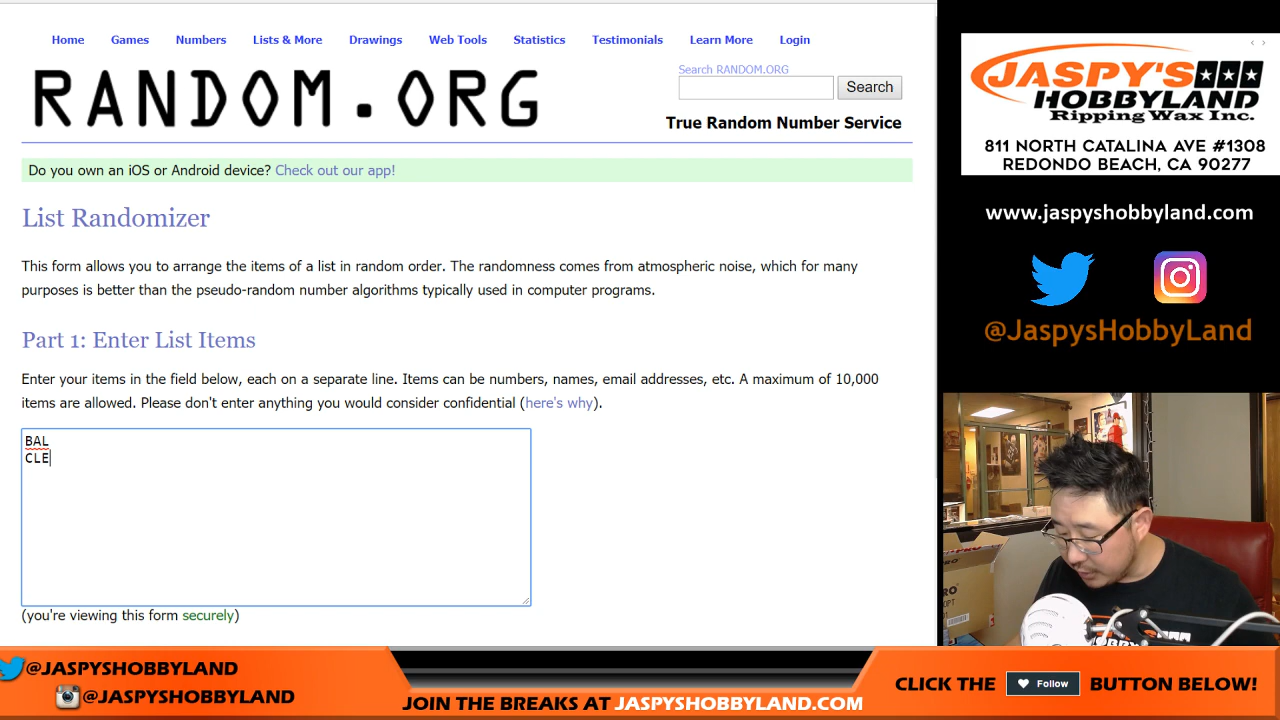 Home Games Numbers Lists & More Drawings Web Tools Statistics Testimonials Learn More Login
RANDOM.ORG
Search RANDOM.ORG
Search
True Random Number Service
Do you own an iOS or Android device? Check out our app!
List Randomizer
This form allows you to arrange the items of a list in random order. The randomness comes from atmospheric noise, which for many
purposes is better than the pseudo-random number algorithms typically used in computer programs.
Part 1: Enter List Items
Enter your items in the field below, each on a separate line. Items can be numbers, names, email addresses, etc. A maximum of 10,000
items are allowed. Please don't enter anything you would consider confidential (here's why).
BAL
CLE
(you're viewing this form securely)
JASPY'S
HOBBYLAND
Ripping Wax Inc.
811 NORTH CATALINA AVE #1308
REDONDO BEACH, CA 90277
www.jaspyshobbyland.com
@JaspysHobbyLand
@JASPYSHOBBYLAND
@JASPYSHOBBYLAND
JOIN THE BREAKS AT JASPYSHOBBYLAND.COM
CLICK THE Follow BUTTON BELOW!